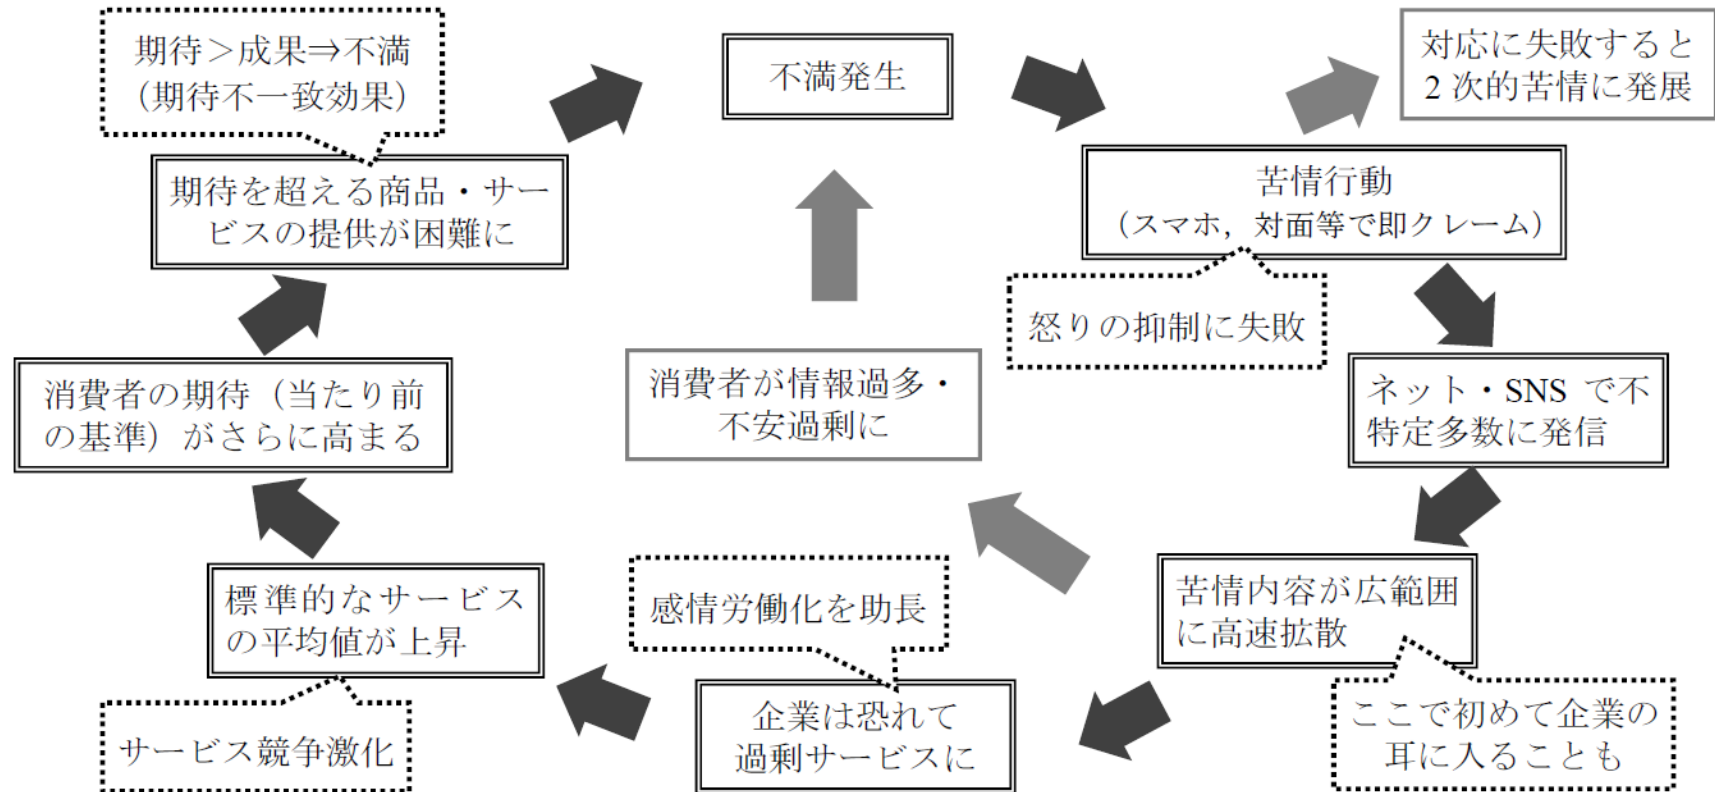 期待＞成果⇒不満
（期待不一致効果）
不満発生
対応に失敗すると
2 次的苦情に発展
期待を超える商品・サー
ビスの提供が困難に
苦情行動
（スマホ，対面等で即クレーム）
怒りの抑制に失敗
消費者の期待（当たり前
の基準）がさらに高まる
消費者が情報過多・
不安過剰に
ネット・SNS で不
特定多数に発信
標準的なサービス
の平均値が上昇
感情労働化を助長
苦情内容が広範囲
に高速拡散
サービス競争激化
企業は恐れて
過剰サービスに
ここで初めて企業の
耳に入ることも